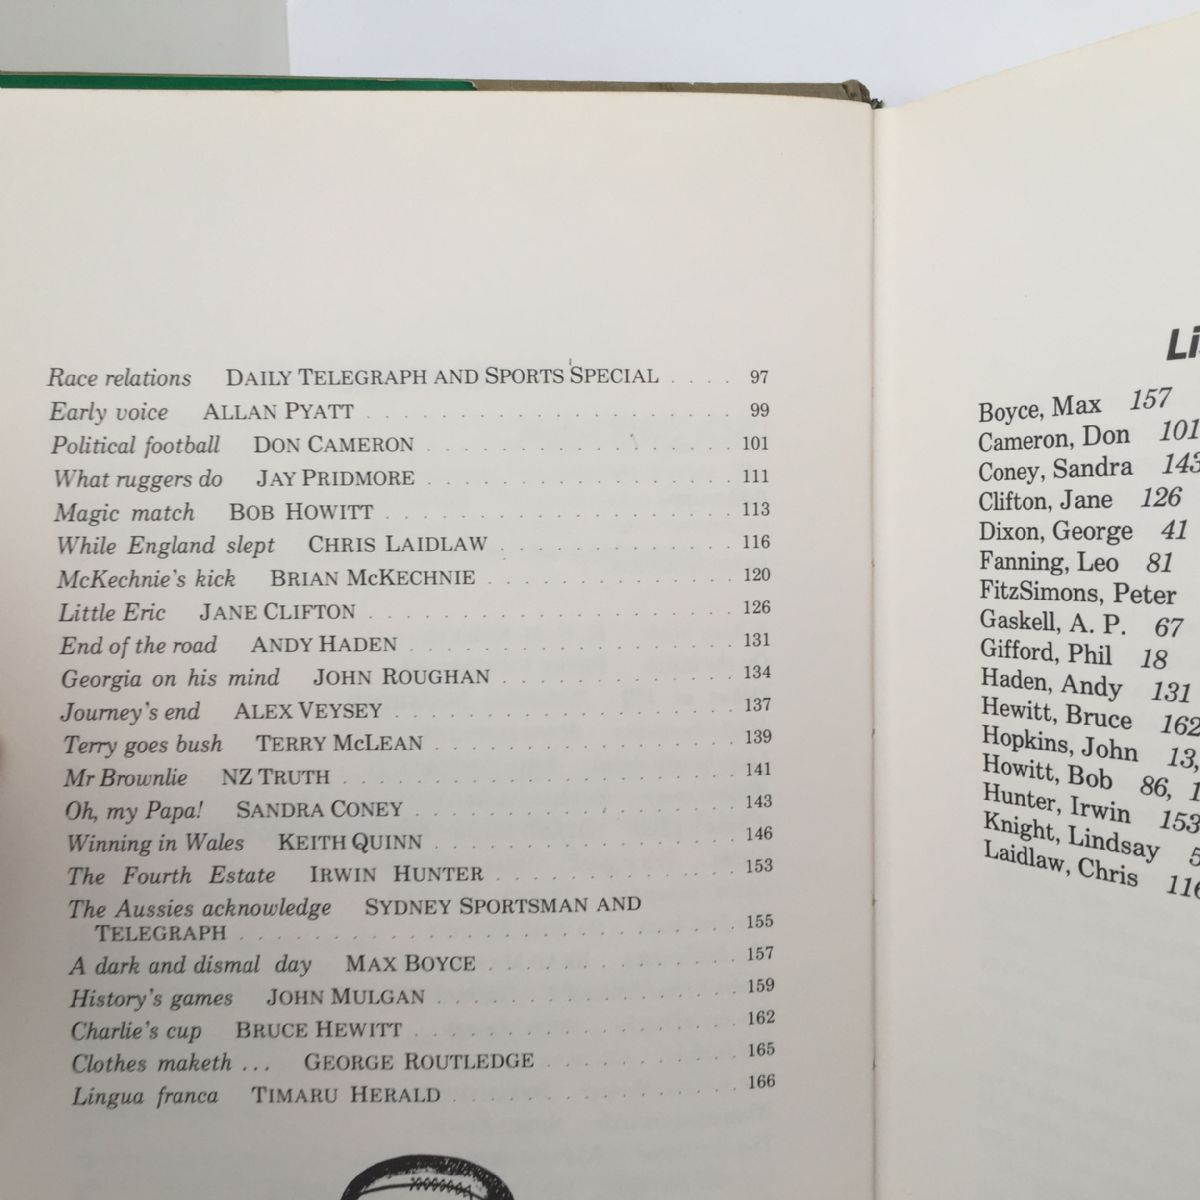 Race relations DAILY TELEGRAPH AND SPORTS SPECIAL . . . . 97
Early voice ALLAN PYATT . . . . . . . . . . . . . . . . . . . . 99
Political football DON CAMERON . . . . . . . . . . . . . . . . . 101
What ruggers do JAY PRIDMORE . . . . . . . . . . . . . . . . . 111
Magic match BOB HOWITT . . . . . . . . . . . . . . . . . . . 113
While England slept CHRIS LAIDLAW . . . . . . . . . . . . . 116
McKechnie's kick BRIAN MCKECHNIE . . . . . . . . . . . . . 120
Little Eric JANE CLIFTON . . . . . . . . . . . . . . . . . . . . 126
End of the road ANDY HADEN . . . . . . . . . . . . . . . . . . 131
Georgia on his mind JOHN ROUGHAN . . . . . . . . . . . . . 134
Journey's end ALEX VEYSEY . . . . . . . . . . . . . . . . . . 137
Terry goes bush TERRY MCLEAN . . . . . . . . . . . . . . . . 139
Mr Brownlie NZ TRUTH . . . . . . . . . . . . . . . . . . . . . 141
Oh, my Papa! SANDRA CONEY . . . . . . . . . . . . . . . . . 143
Winning in Wales KEITH QUINN . . . . . . . . . . . . . . . . 146
The Fourth Estate IRWIN HUNTER . . . . . . . . . . . . . 153
The Aussies acknowledge SYDNEY SPORTSMAN AND
TELEGRAPH . . . . . . . . . . . . . . . . . . . . . . . . . . 155
A dark and dismal day MAX BOYCE . . . . . . . . . . . . . 157
History's games JOHN MULGAN . . . . . . . . . . . . . . . . 159
Charlie's cup BRUCE HEWITT . . . . . . . . . . . . . . . . . 162
Clothes maketh ... GEORGE ROUTLEDGE . . . . . . . . . . 165
Lingua franca TIMARU HERALD . . . . . . . . . . . . . . . 166
Boyce, Max 157
Cameron, Don 101
Coney, Sandra 143
Clifton, Jane 126
Dixon, George 41
Fanning, Leo 81
FitzSimons, Peter
Gaskell, A. P. 67
Gifford, Phil 18
Haden, Andy 131
Hewitt, Bruce 162
Hopkins, John 13,
Howitt, Bob 86,
Hunter, Irwin 153
Knight, Lindsay
Laidlaw, Chris 116